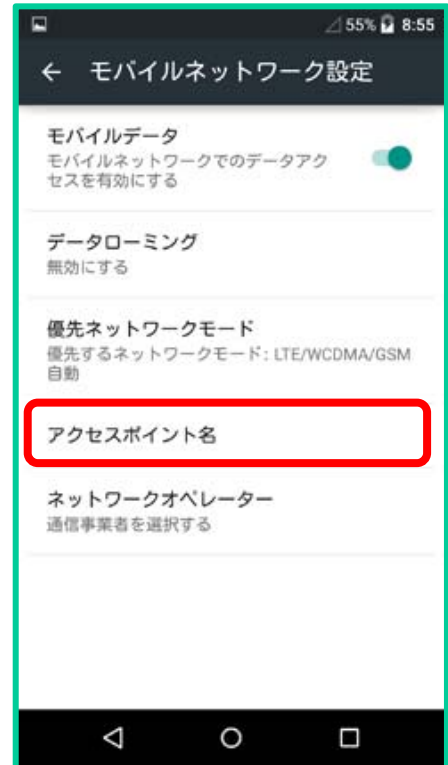 55% 8:55
モバイルネットワーク設定
モバイルデータ
モバイルネットワークでのデータアク
セスを有効にする
データローミング
無効にする
優先ネットワークモード
優先するネットワークモード: LTE/WCDMA/GSM
自動
アクセスポイント名
ネットワークオペレーター
通信事業者を選択する